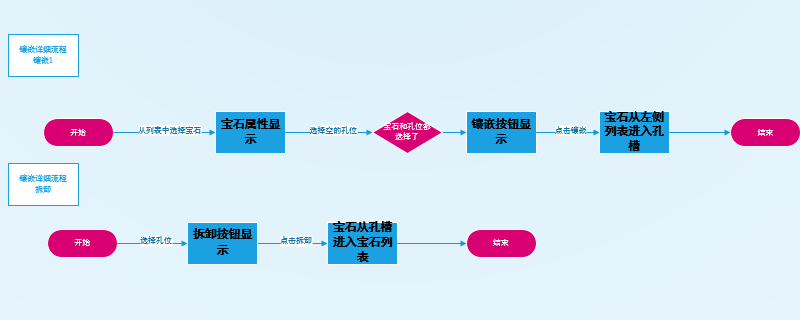 镶嵌详细流程
镶嵌1
开始
从列表中选择宝石
宝石属性显
示
选择空的孔位
宝石和孔位都
选择了
镶嵌按钮显
示
点击镶嵌
宝石从左侧
列表进入孔
槽
结束
镶嵌详细流程
拆卸
开始
选择孔位
拆卸按钮显
示
点击拆卸
宝石从孔槽
进入宝石列
表
结束